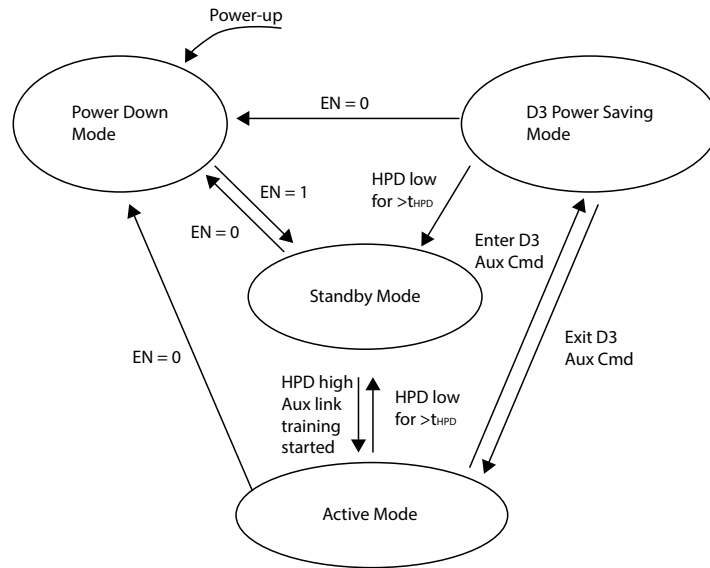 Power-up
Power Down
Mode
D3 Power Saving
Mode
EN = 0
EN = 1
EN = 0
HPD low
for >tHPD
Enter D3
Aux Cmd
Standby Mode
Exit D3
Aux Cmd
EN = 0
HPD high
Aux link
training
started
HPD low
for >tHPD
Active Mode